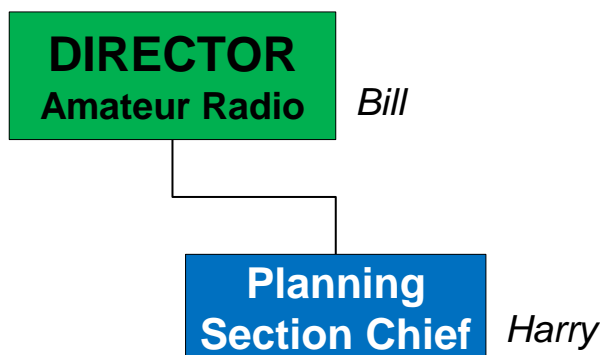 DIRECTOR
Amateur Radio
Bill
Planning
Section Chief
Harry